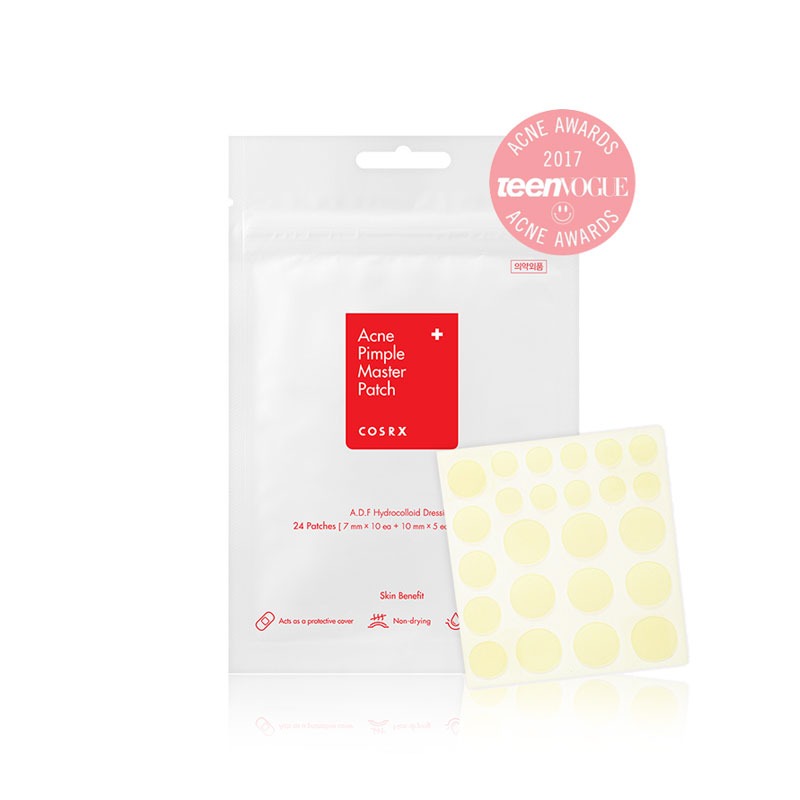 ACNE AWARDS
2017
teenVOGUE
ACNE AWARDS
의약외품
Acne
Pimple
Master
Patch
COSRX
A.D.F Hydrocolloid Dressi
24 Patches [ 7 mm × 10 ea + 10 mm × 5 ea
Skin Benefit
Acts as a protective cover
Non-drying